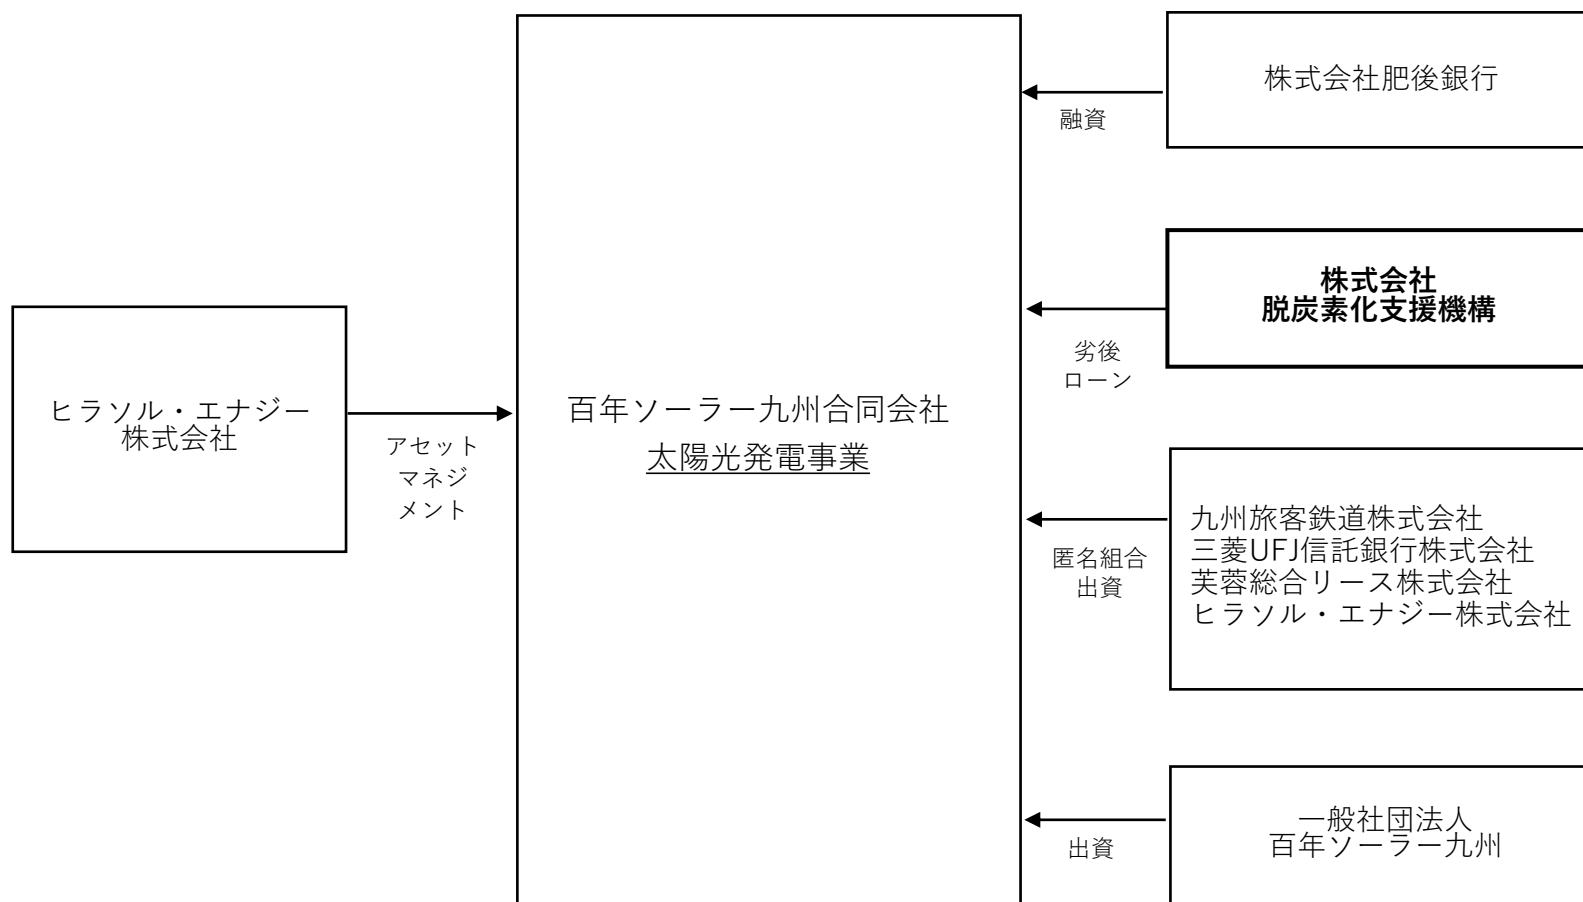 ヒラソル・エナジー
株式会社
アセット
マネジ
メント
百年ソーラー九州合同会社
太陽光発電事業
株式会社肥後銀行
融資
株式会社
脱炭素化支援機構
劣後
ローン
九州旅客鉄道株式会社
三菱UFJ信託銀行株式会社
芙蓉総合リース株式会社
ヒラソル・エナジー株式会社
匿名組合
出資
一般社団法人
百年ソーラー九州
出資